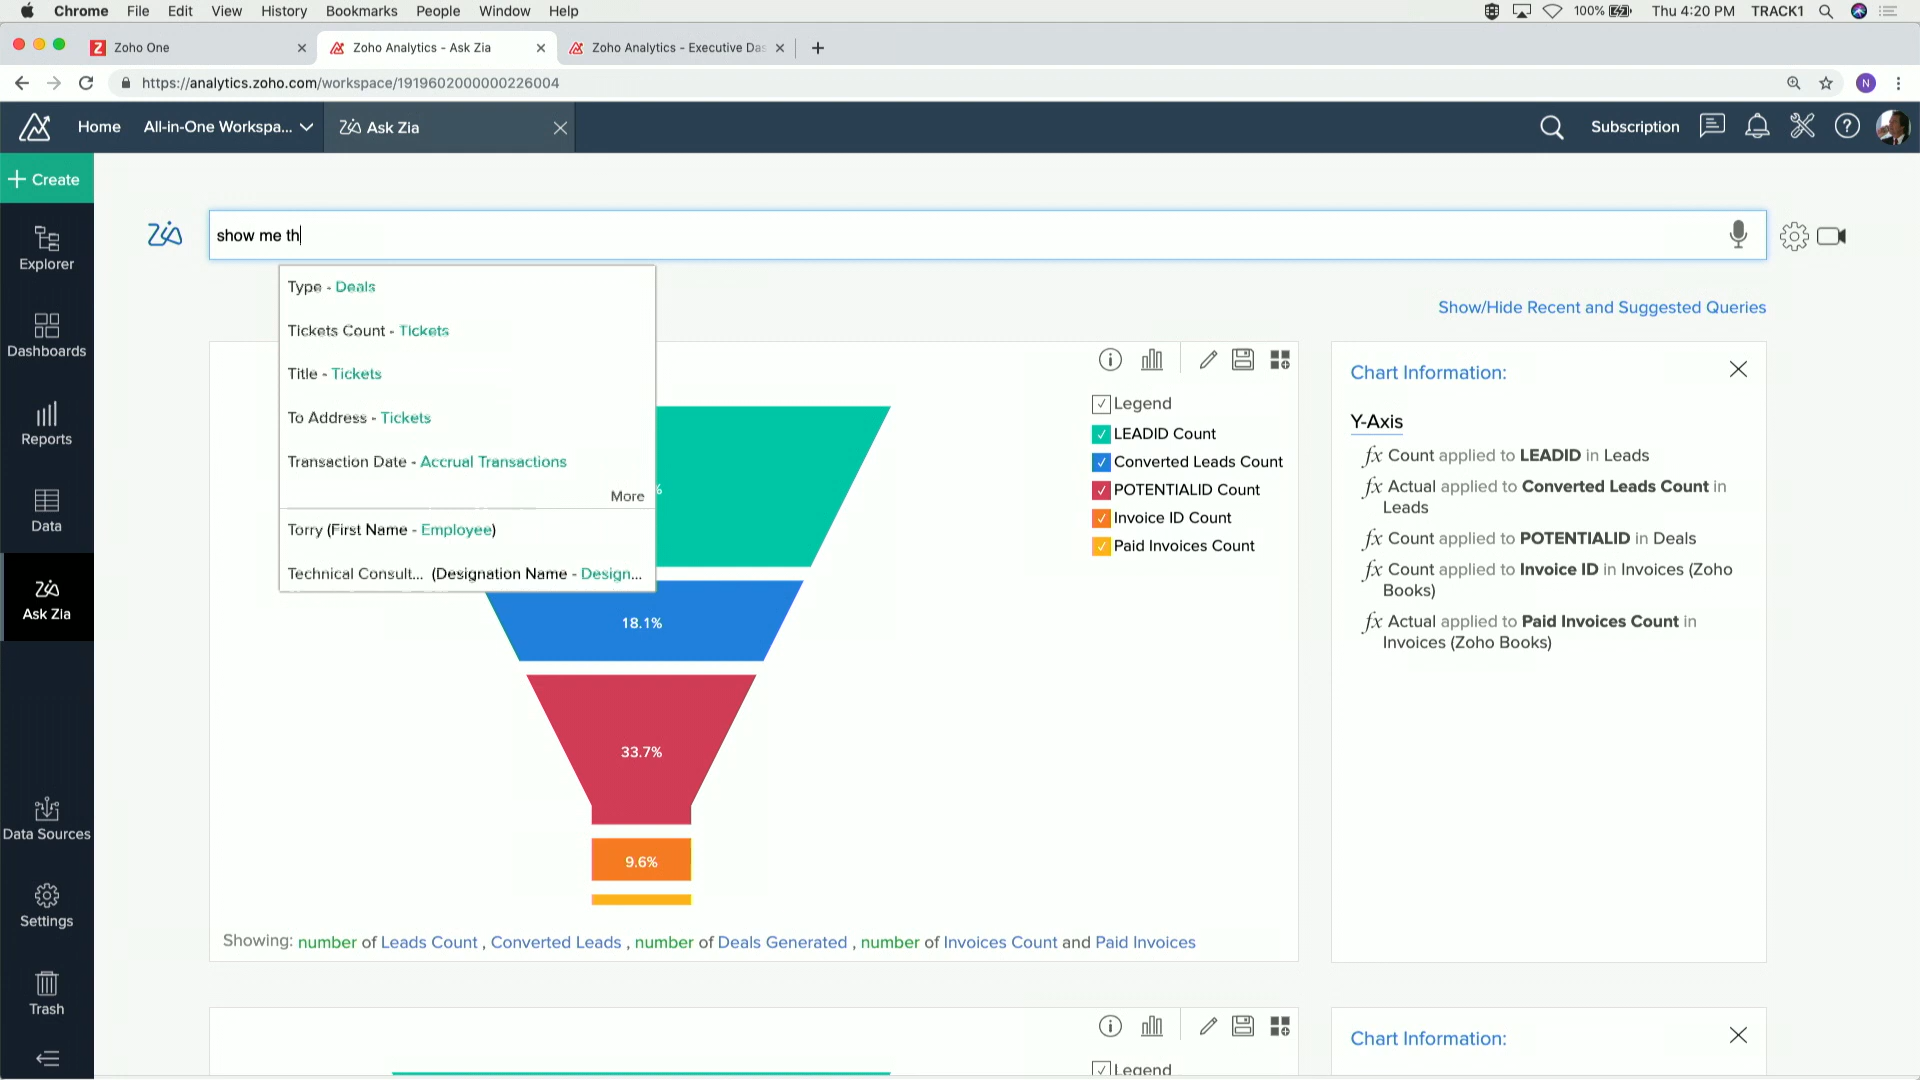 Chrome File Edit View History Bookmarks People Window Help
100% Thu 4:20 PM TRACK1
Zoho One
Zoho Analytics - Ask Zia
Zoho Analytics - Executive Das
https://analytics.zoho.com/workspace/1919602000000226004
N
Home
All-in-One Workspa...
Zia Ask Zia
Subscription
Create
Explorer
Dashboards
Reports
Data
Zia
Ask Zia
Data Sources
Settings
Trash
Zia
show me th
Type - Deals
Tickets Count - Tickets
Title - Tickets
To Address - Tickets
Transaction Date - Accrual Transactions
More
Torry (First Name - Employee)
Technical Consult... (Designation Name - Design...
Show/Hide Recent and Suggested Queries
%
18.1%
33.7%
9.6%
Legend
LEADID Count
Converted Leads Count
POTENTIALID Count
Invoice ID Count
Paid Invoices Count
Showing: number of Leads Count , Converted Leads , number of Deals Generated , number of Invoices Count and Paid Invoices
Chart Information:
Y-Axis
fx Count applied to LEADID in Leads
fx Actual applied to Converted Leads Count in
Leads
fx Count applied to POTENTIALID in Deals
fx Count applied to Invoice ID in Invoices (Zoho
Books)
fx Actual applied to Paid Invoices Count in
Invoices (Zoho Books)
Legend
Chart Information: